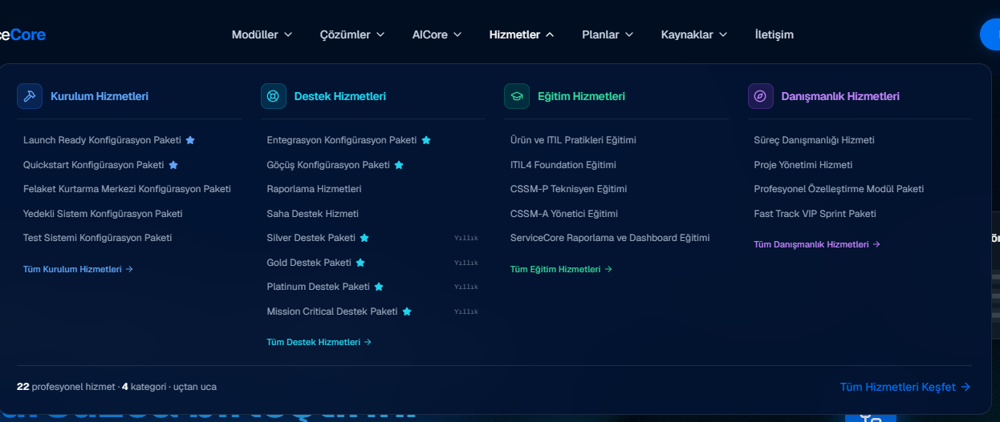 Core
Modüller
Çözümler
AICore
Hizmetler
Planlar
Kaynaklar
İletişim
Kurulum Hizmetleri
Launch Ready Konfigürasyon Paketi
Quickstart Konfigürasyon Paketi
Felaket Kurtarma Merkezi Konfigürasyon Paketi
Yedekli Sistem Konfigürasyon Paketi
Test Sistemi Konfigürasyon Paketi
Tüm Kurulum Hizmetleri →
Destek Hizmetleri
Entegrasyon Konfigürasyon Paketi
Göçüş Konfigürasyon Paketi
Raporlama Hizmetleri
Saha Destek Hizmeti
Silver Destek Paketi Yıllık
Gold Destek Paketi Yıllık
Platinum Destek Paketi Yıllık
Mission Critical Destek Paketi Yıllık
Tüm Destek Hizmetleri →
Eğitim Hizmetleri
Ürün ve ITIL Pratikleri Eğitimi
ITIL4 Foundation Eğitimi
CSSM-P Teknisyen Eğitimi
CSSM-A Yönetici Eğitimi
ServiceCore Raporlama ve Dashboard Eğitimi
Tüm Eğitim Hizmetleri →
Danışmanlık Hizmetleri
Süreç Danışmanlığı Hizmeti
Proje Yönetimi Hizmeti
Profesyonel Özelleştirme Modül Paketi
Fast Track VIP Sprint Paketi
Tüm Danışmanlık Hizmetleri →
22 profesyonel hizmet · 4 kategori · uçtan uca
Tüm Hizmetleri Keşfet →